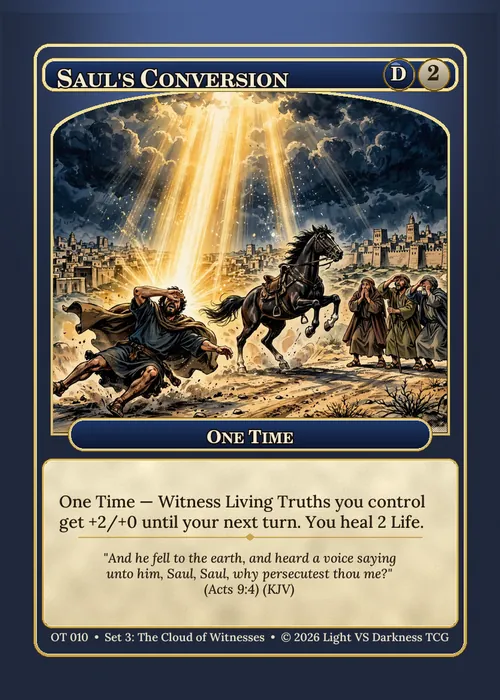 Saul's Conversion
D 2
One Time
One Time — Witness Living Truths you control
get +2/+0 until your next turn. You heal 2 Life.
"And he fell to the earth, and heard a voice saying
unto him, Saul, Saul, why persecutest thou me?"
(Acts 9:4) (KJV)
OT 010 • Set 3: The Cloud of Witnesses • © 2026 Light VS Darkness TCG